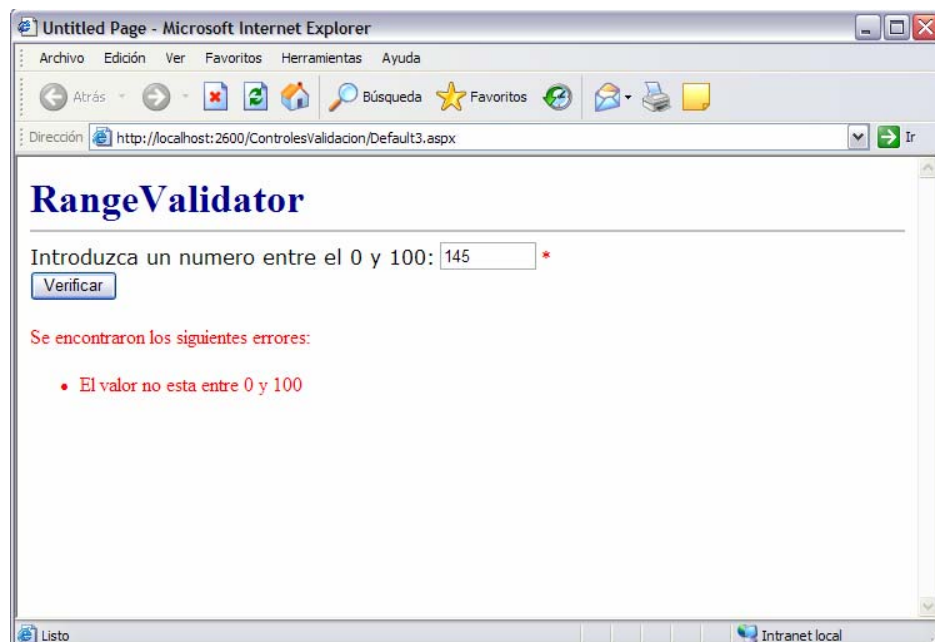 Untitled Page - Microsoft Internet Explorer
Archivo Edición Ver Favoritos Herramientas Ayuda
Atrás Búsqueda Favoritos
Dirección http://localhost:2600/ControlesValidacion/Default3.aspx Ir
RangeValidator
Introduzca un numero entre el 0 y 100: 145 *
Verificar
Se encontraron los siguientes errores:
• El valor no esta entre 0 y 100
Listo Intranet local